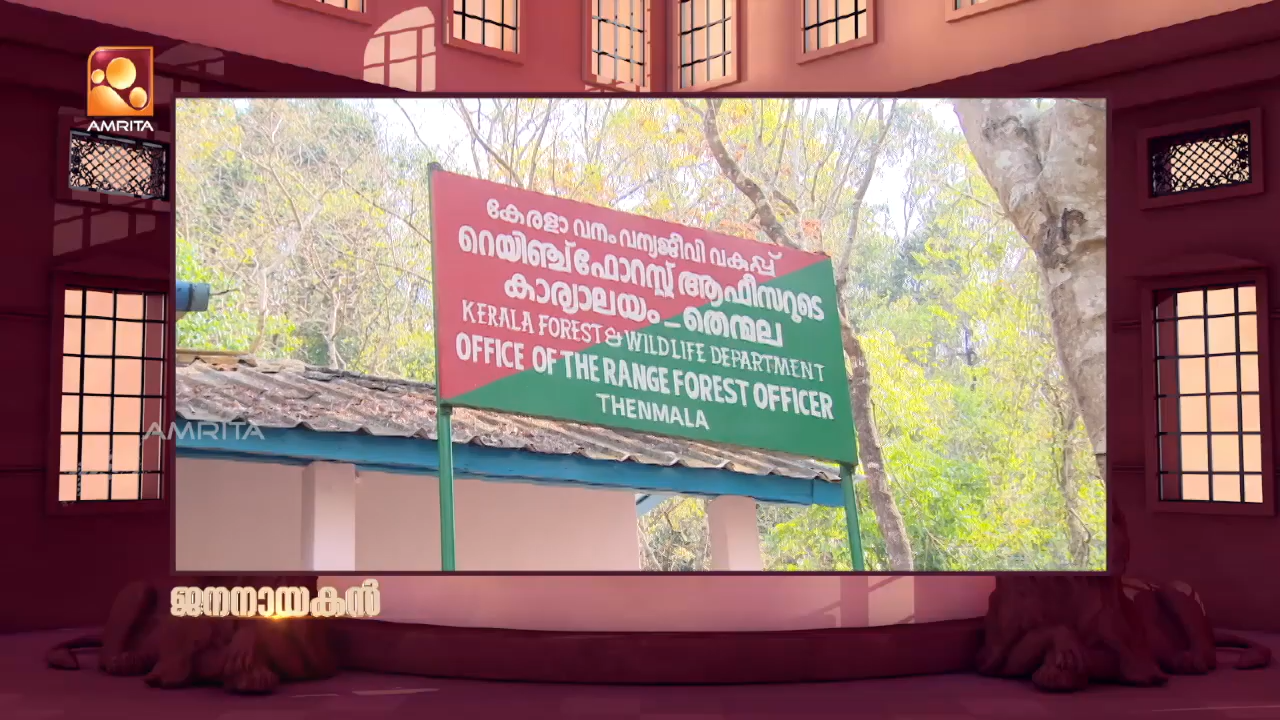 AMRITA
കേരളാ വനം വന്യജീവി വകുപ്പ്
റെയിഞ്ച് ഫോറസ്റ്റ് ആഫീസറുടെ
കാര്യാലയം - തെന്മല
KERALA FOREST & WILDLIFE DEPARTMENT
OFFICE OF THE RANGE FOREST OFFICER
THENMALA
AMRITA
ജനനായകൻ